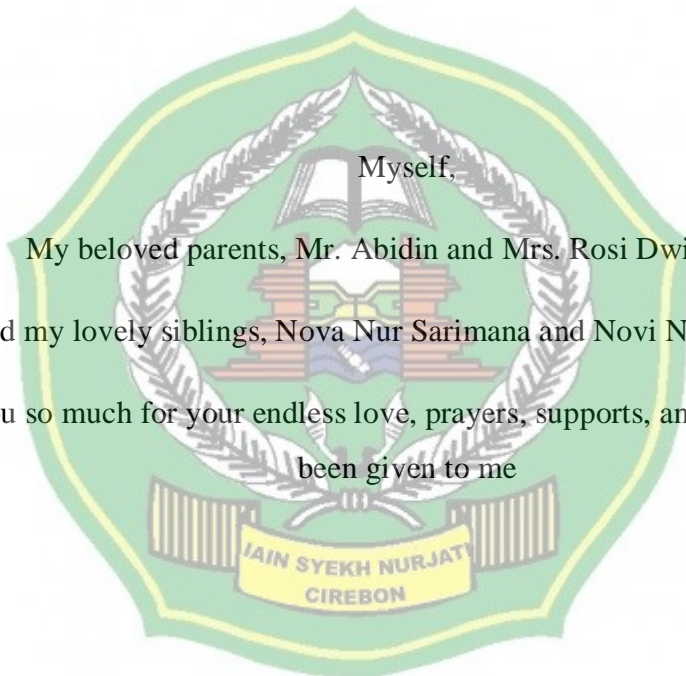 Myself,
My beloved parents, Mr. Abidin and Mrs. Rosi Dwi
my lovely siblings, Nova Nur Sarimana and Novi N
so much for your endless love, prayers, supports,
been given to me
IAIN SYEKH NURJATI
CIREBON